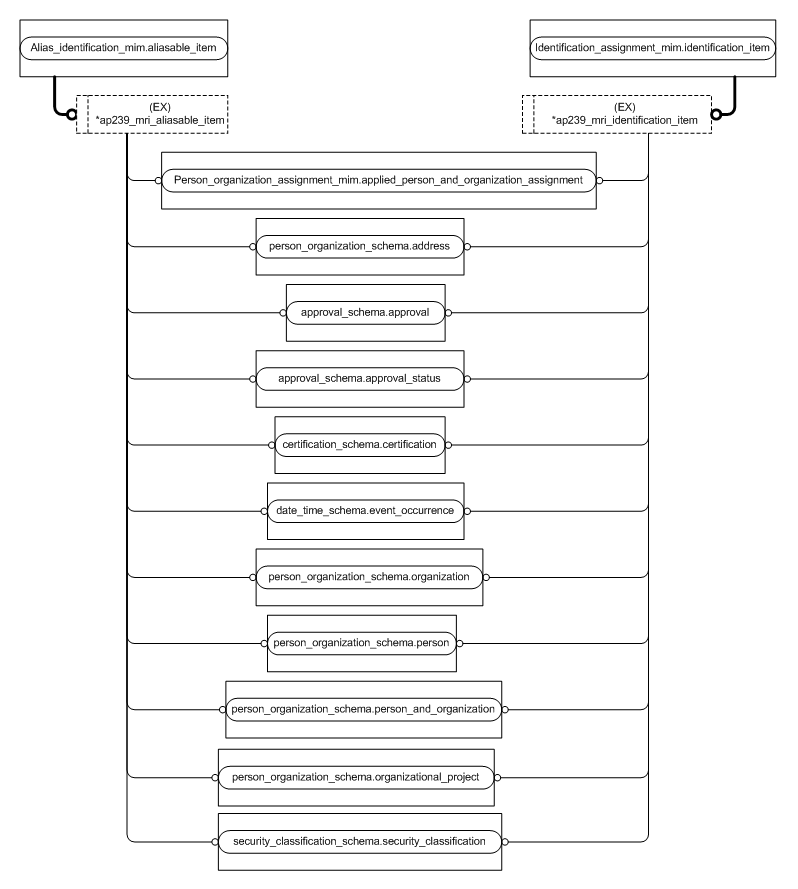 Alias_identification_mim.aliasable_item
Identification_assignment_mim.identification_item
(EX)
*ap239_mri_aliasable_item
(EX)
*ap239_mri_identification_item
Person_organization_assignment_mim.applied_person_and_organization_assignment
person_organization_schema.address
approval_schema.approval
approval_schema.approval_status
certification_schema.certification
date_time_schema.event_occurrence
person_organization_schema.organization
person_organization_schema.person
person_organization_schema.person_and_organization
person_organization_schema.organizational_project
security_classification_schema.security_classification